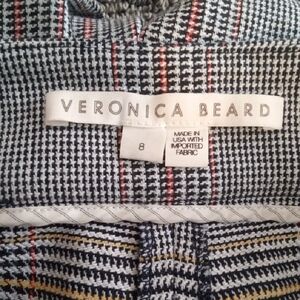 VERONICA BEARD
8
MADE IN
USA WITH
IMPORTED
FABRIC